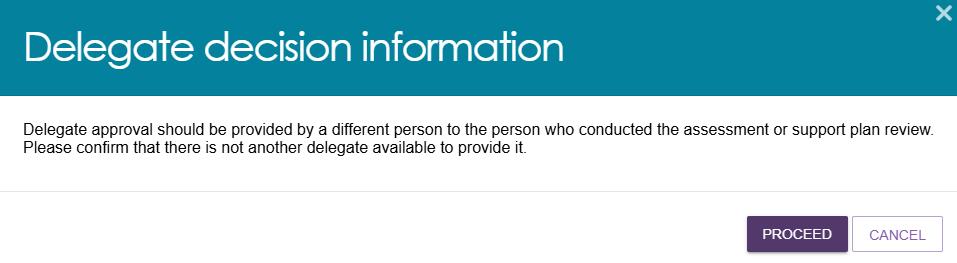 Delegate decision information
Delegate approval should be provided by a different person to the person who conducted the assessment or support plan review.
Please confirm that there is not another delegate available to provide it.
PROCEED
CANCEL